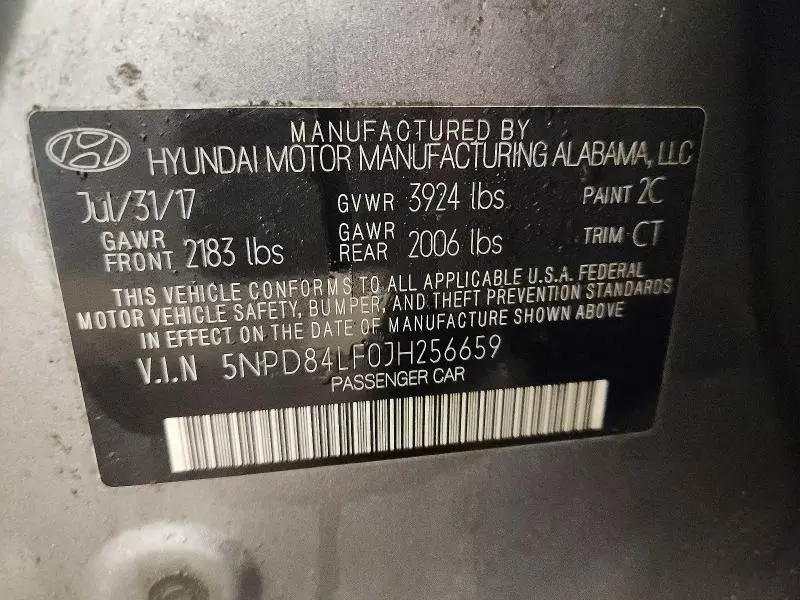 MANUFACTURED BY
HYUNDAI MOTOR MANUFACTURING ALABAMA, LLC
Jul/31/17 GVWR 3924 lbs PAINT 2C
GAWR FRONT 2183 lbs GAWR REAR 2006 lbs TRIM CT
THIS VEHICLE CONFORMS TO ALL APPLICABLE U.S.A. FEDERAL
MOTOR VEHICLE SAFETY, BUMPER, AND THEFT PREVENTION STANDARDS
IN EFFECT ON THE DATE OF MANUFACTURE SHOWN ABOVE
V.I.N 5NPD84LF0JH256659
PASSENGER CAR